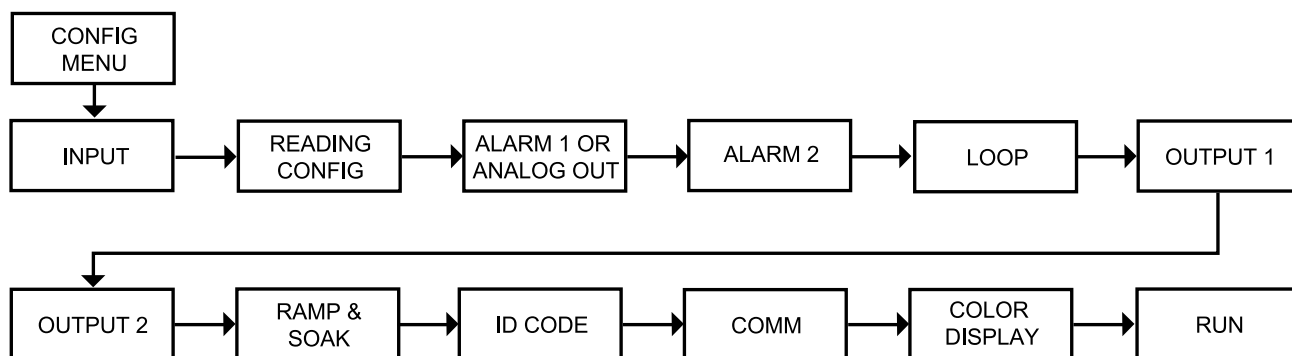 CONFIG
MENU
INPUT
READING
CONFIG
ALARM 1 OR
ANALOG OUT
ALARM 2
LOOP
OUTPUT 1
OUTPUT 2
RAMP &
SOAK
ID CODE
COMM
COLOR
DISPLAY
RUN